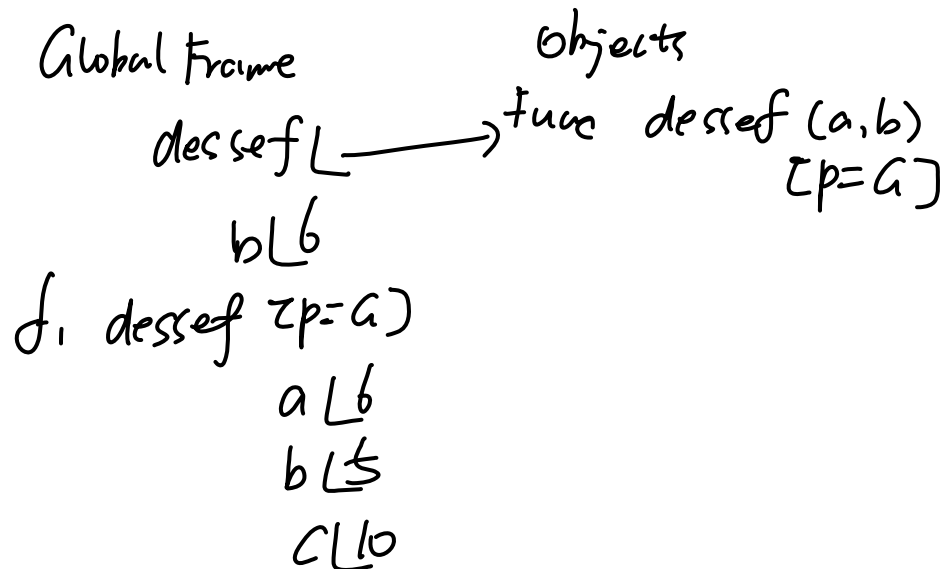 Global Frame
Objects
dessef
func dessef (a,b)
[p=G]
b 6
f1 dessef [p=G]
a 6
b 5
c 10